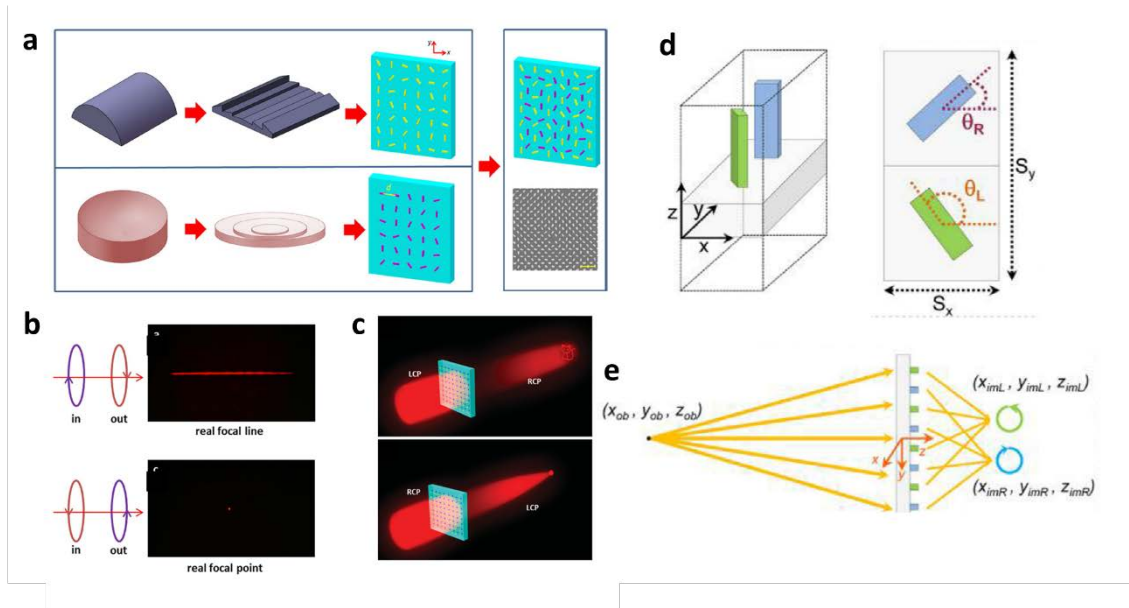 a
y
x
d
b
in
out
real focal line
in
out
real focal point
c
LCP
RCP
RCP
LCP
d
z
y
x
θR
θL
Sy
Sx
e
(xob, yob, zob)
x
y
z
(ximL, yimL, zimL)
(ximR, yimR, zimR)